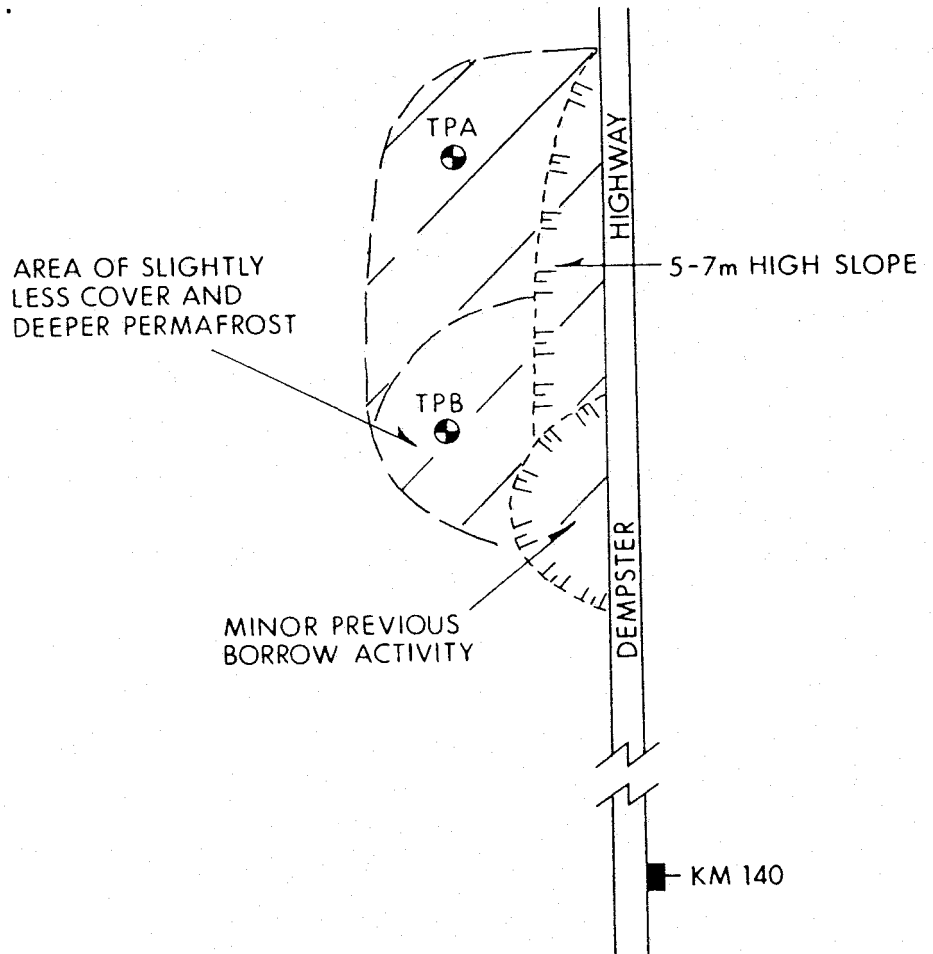 TPA
HIGHWAY
AREA OF SLIGHTLY
LESS COVER AND
DEEPER PERMAFROST
5-7m HIGH SLOPE
TPB
DEMPSTER
MINOR PREVIOUS
BORROW ACTIVITY
KM 140